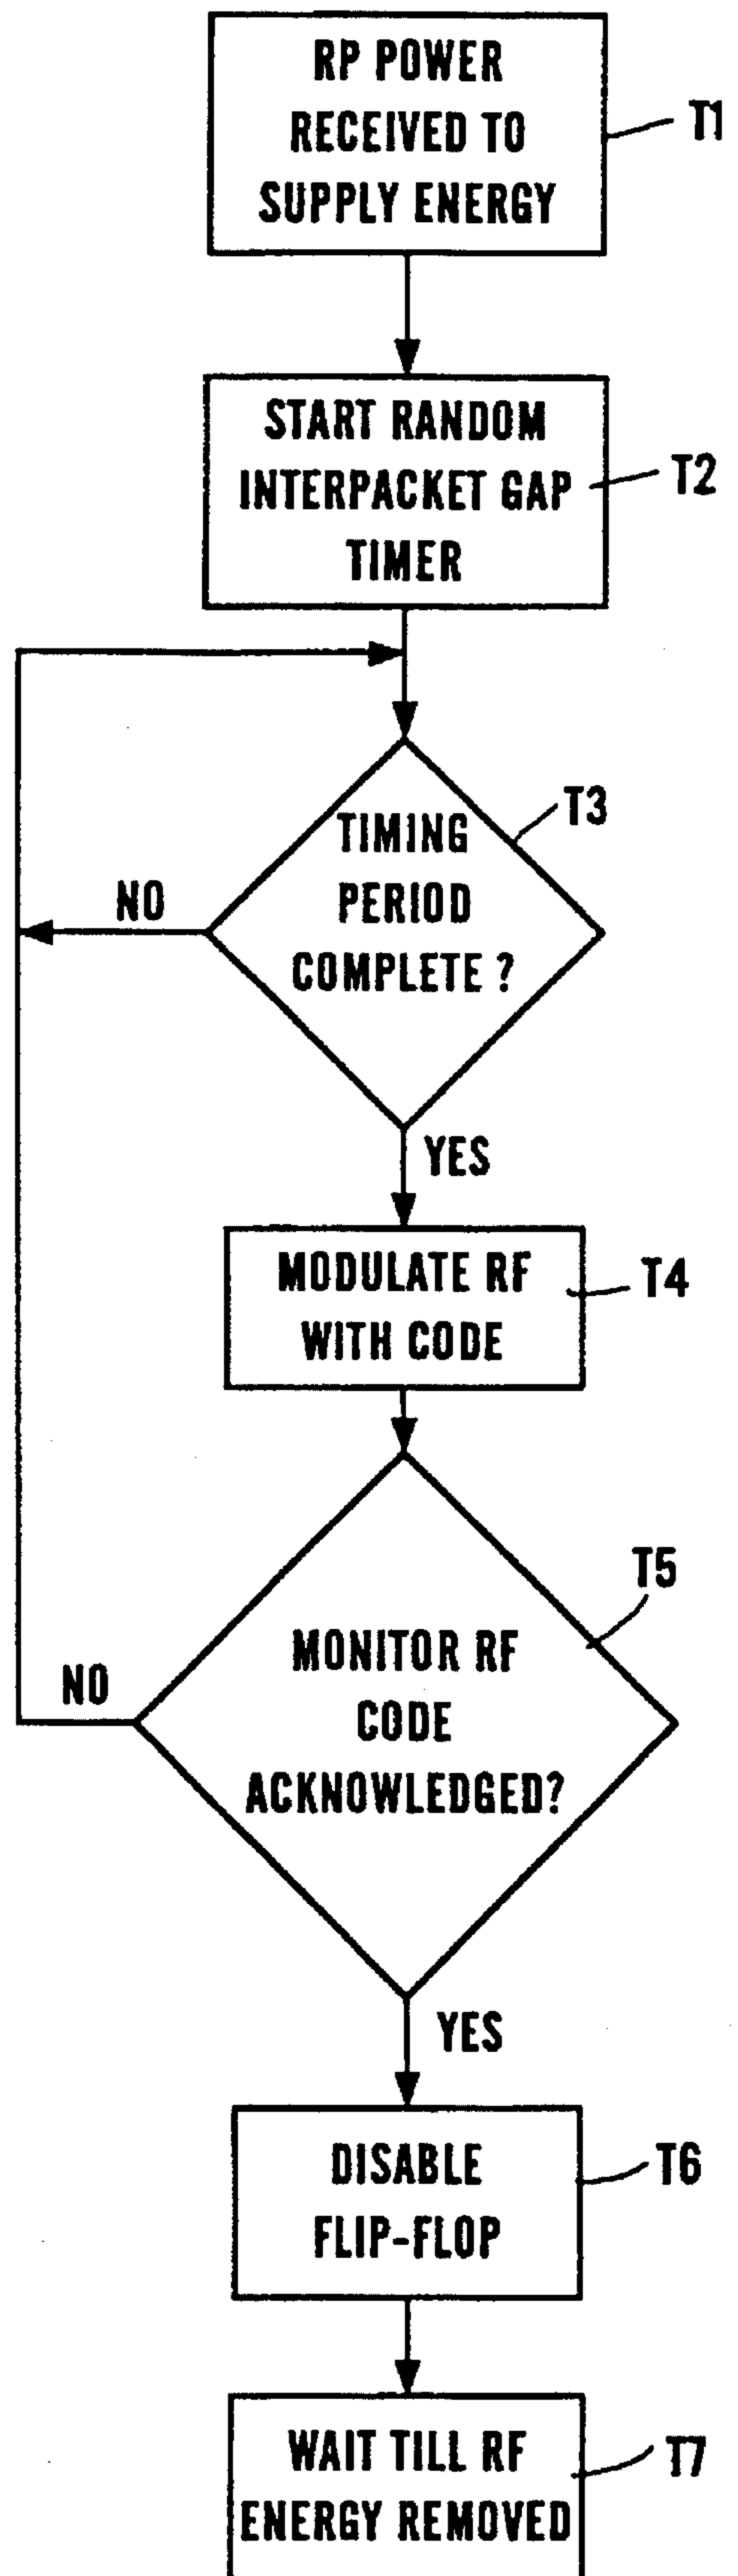 RP POWER
RECEIVED TO
SUPPLY ENERGY
T1
START RANDOM
INTERPACKET GAP
TIMER
T2
TIMING
PERIOD
COMPLETE ?
T3
NO
YES
MODULATE RF
WITH CODE
T4
MONITOR RF
CODE
ACKNOWLEDGED?
T5
NO
YES
DISABLE
FLIP-FLOP
T6
WAIT TILL RF
ENERGY REMOVED
T7